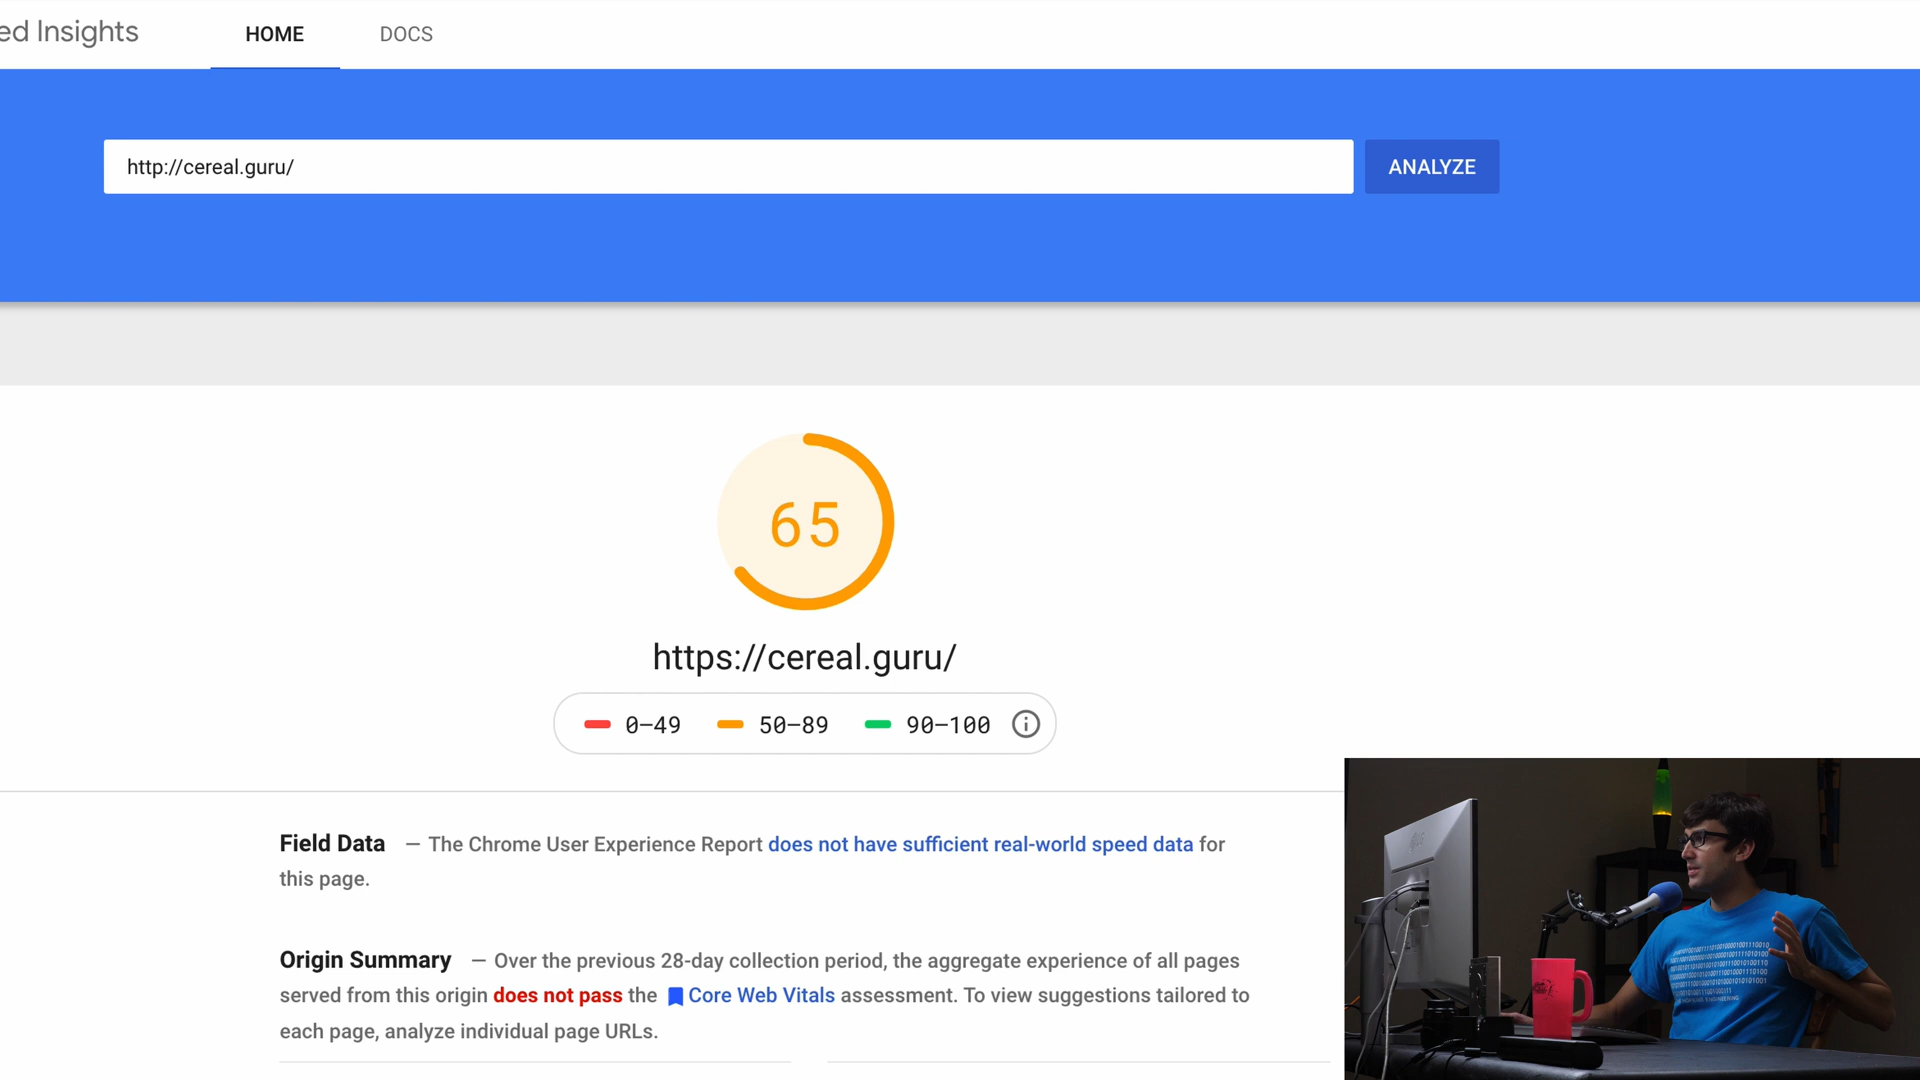 ed Insights
HOME
DOCS
http://cereal.guru/
ANALYZE
65
https://cereal.guru/
0–49
50–89
90–100
Field Data — The Chrome User Experience Report does not have sufficient real-world speed data for
this page.
Origin Summary — Over the previous 28-day collection period, the aggregate experience of all pages
served from this origin does not pass the Core Web Vitals assessment. To view suggestions tailored to
each page, analyze individual page URLs.